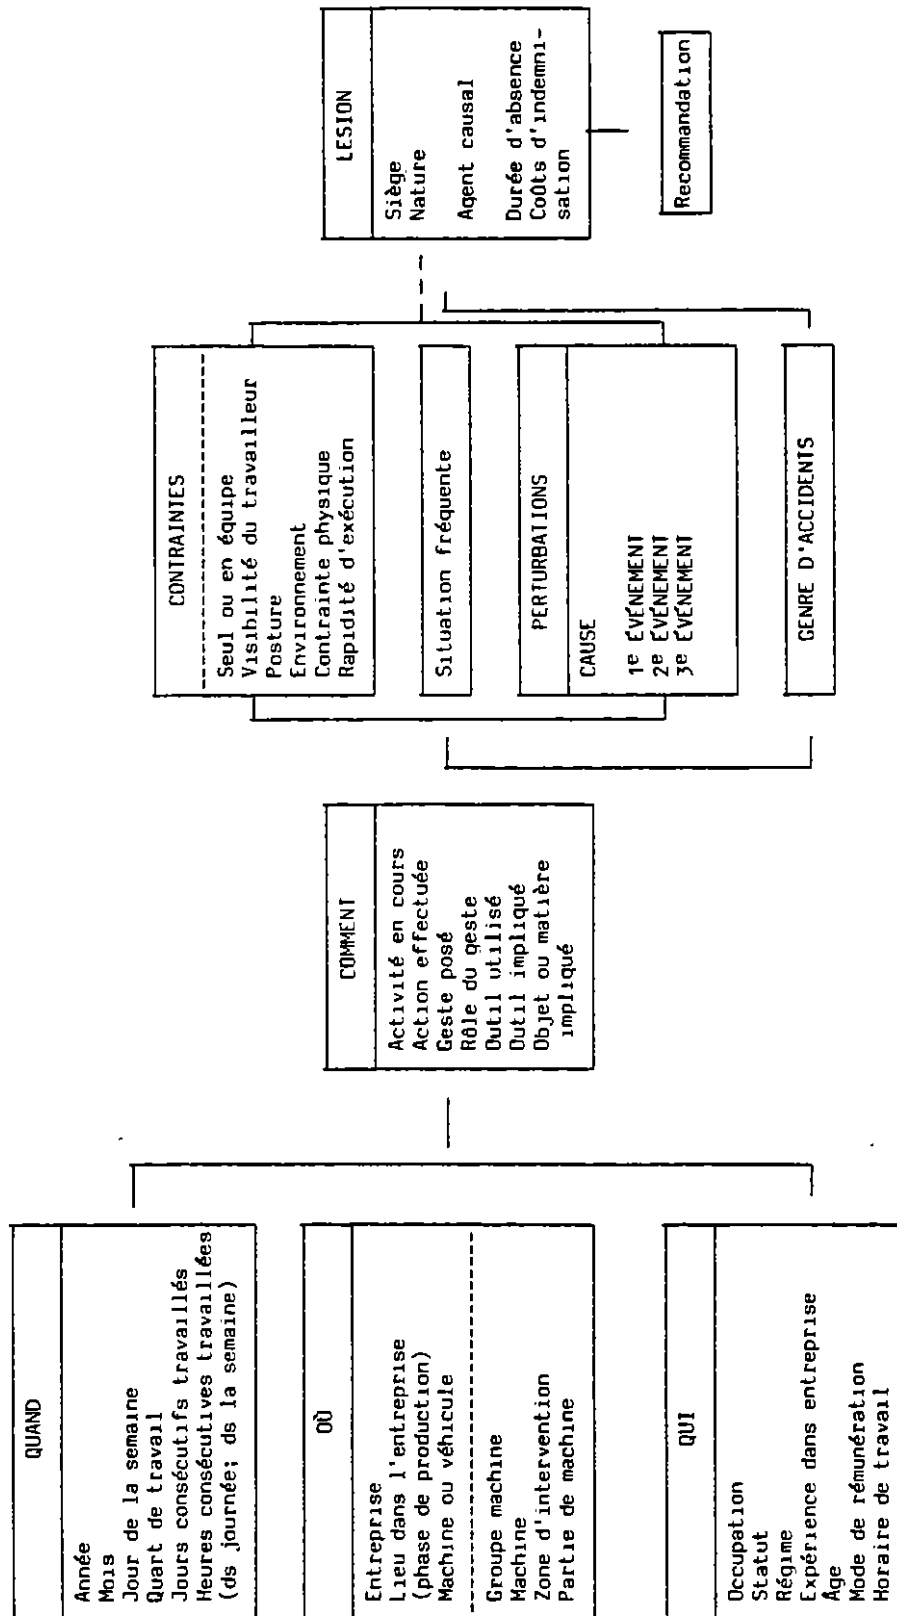 QUAND
Année
Mois
Jour de la semaine
Quart de travail
Jours consécutifs travaillés
Heures consécutives travaillées
(ds journée; ds la semaine)
OÙ
Entreprise
Lieu dans l'entreprise
(phase de production)
Machine ou véhicule
Groupe machine
Machine
Zone d'intervention
Partie de machine
QUI
Occupation
Statut
Régime
Expérience dans entreprise
Age
Mode de rémunération
Horaire de travail
COMMENT
Activité en cours
Action effectuée
Geste posé
Rôle du geste
Outil utilisé
Outil impliqué
Objet ou matière
impliqué
CONTRAINTES
Seul ou en équipe
Visibilité du travailleur
Posture
Environnement
Contrainte physique
Rapidité d'exécution
Situation fréquente
PERTURBATIONS
CAUSE
1e ÉVÉNEMENT
2e ÉVÉNEMENT
3e ÉVÉNEMENT
GENRE D'ACCIDENTS
LESION
Siège
Nature
Agent causal
Durée d'absence
Coûts d'indemni-
sation
Recommandation